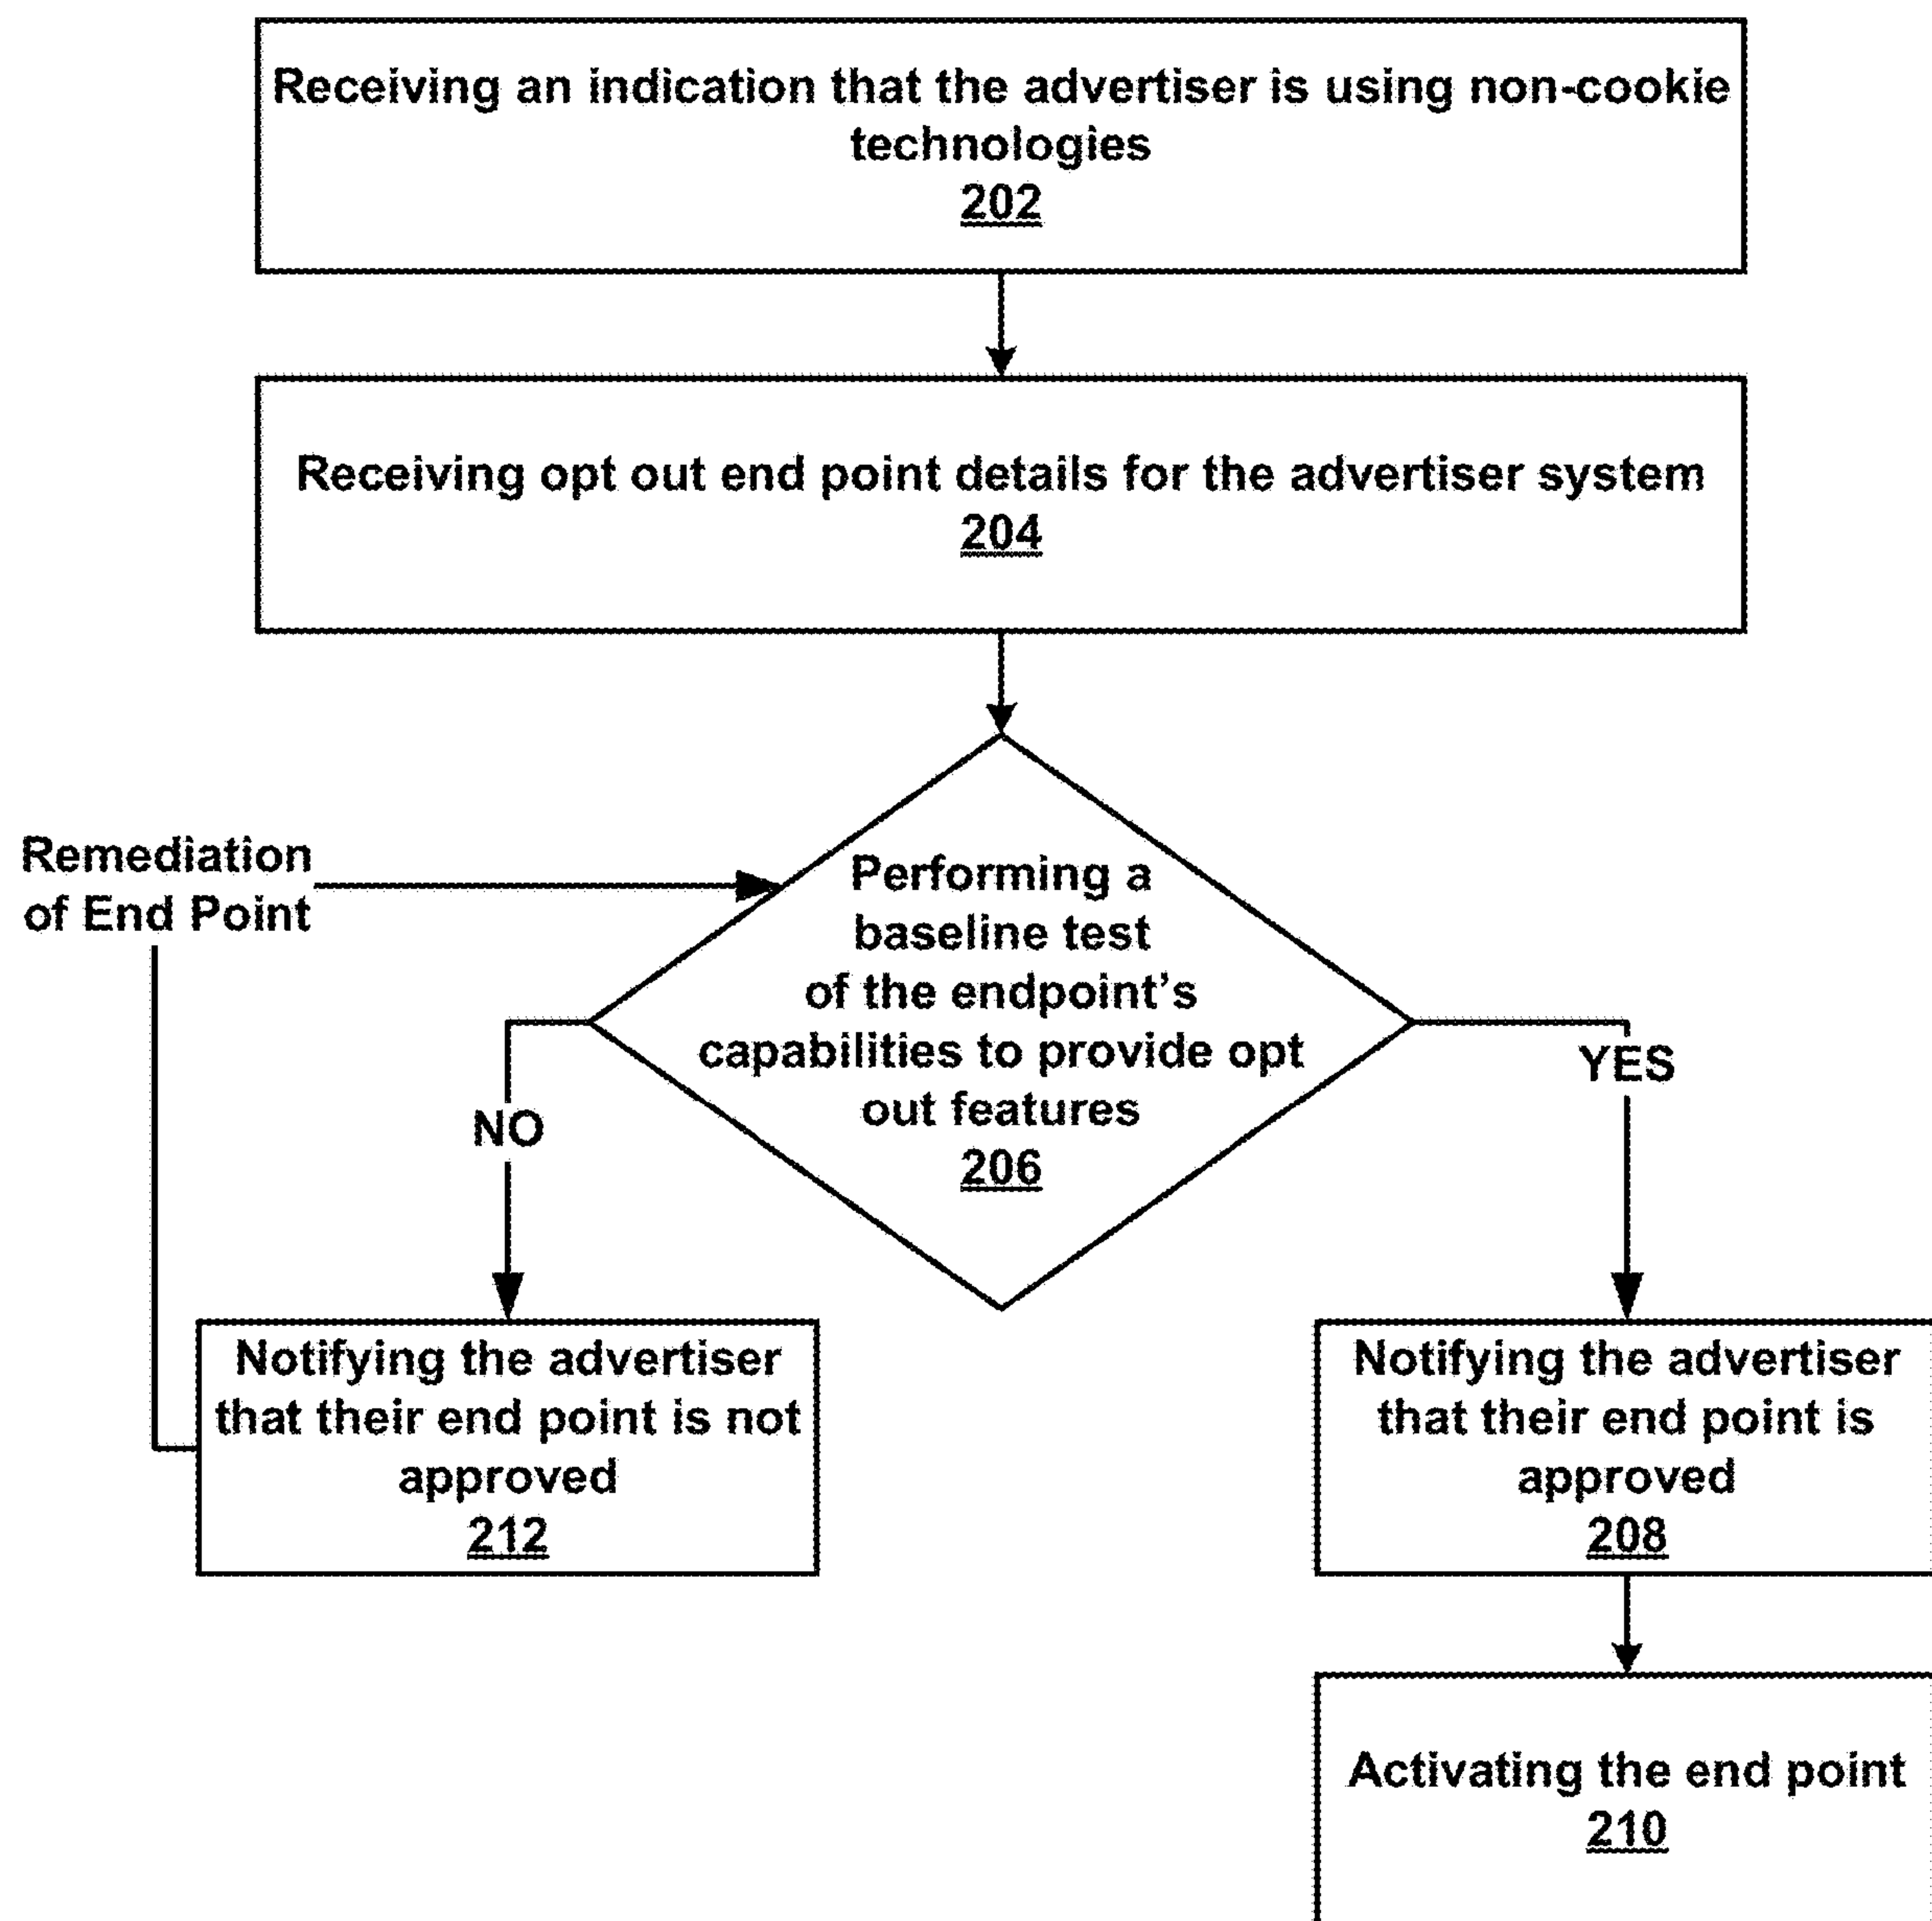 Receiving an indication that the advertiser is using non-cookie
technologies
202
Receiving opt out end point details for the advertiser system
204
Remediation
of End Point
Performing a
baseline test
of the endpoint's
capabilities to provide opt
out features
206
NO
YES
Notifying the advertiser
that their end point is not
approved
212
Notifying the advertiser
that their end point is
approved
208
Activating the end point
210